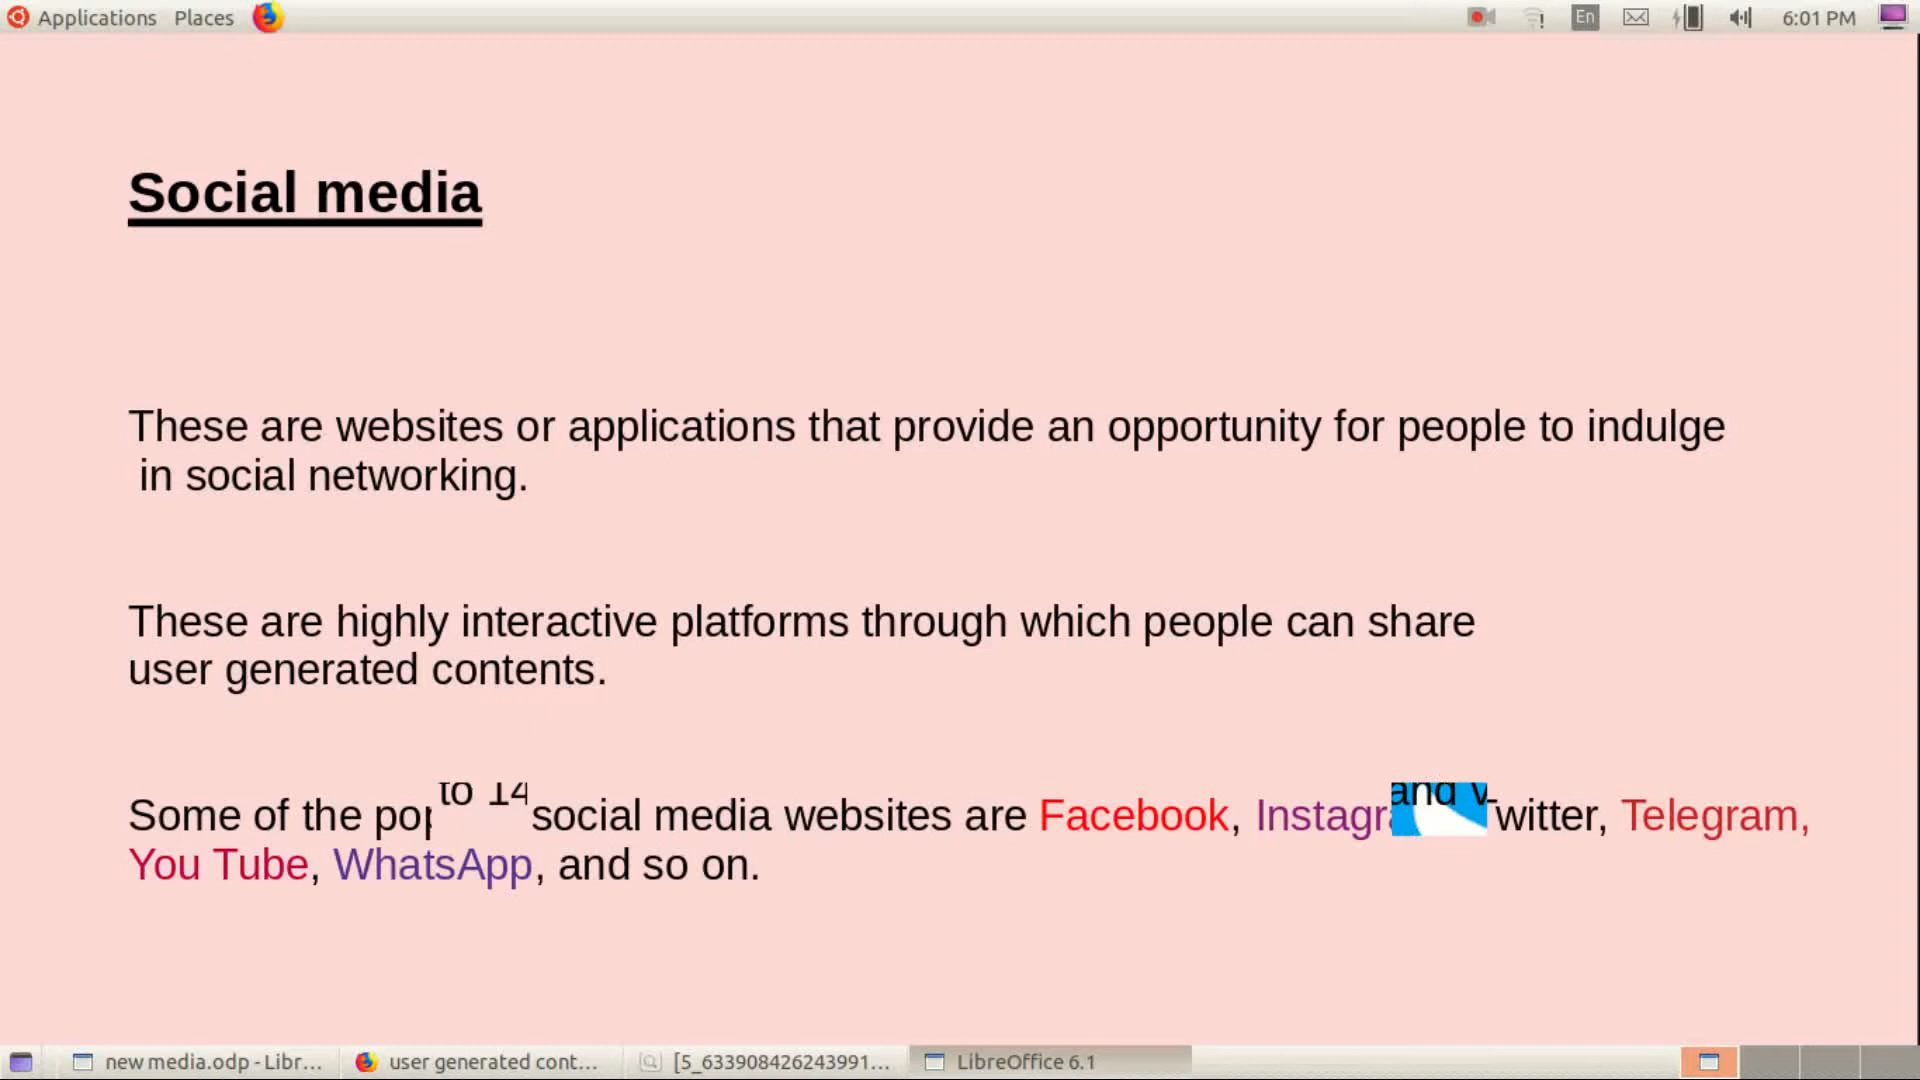 Applications Places En 6:01 PM
Social media
These are websites or applications that provide an opportunity for people to indulge
in social networking.
These are highly interactive platforms through which people can share
user generated contents.
to 14 and
Some of the social media websites are Facebook, Telegram,
You Tube, WhatsApp, and so on.
new media.odp - Libr... user generated cont... [5_633908426243991... LibreOffice 6.1